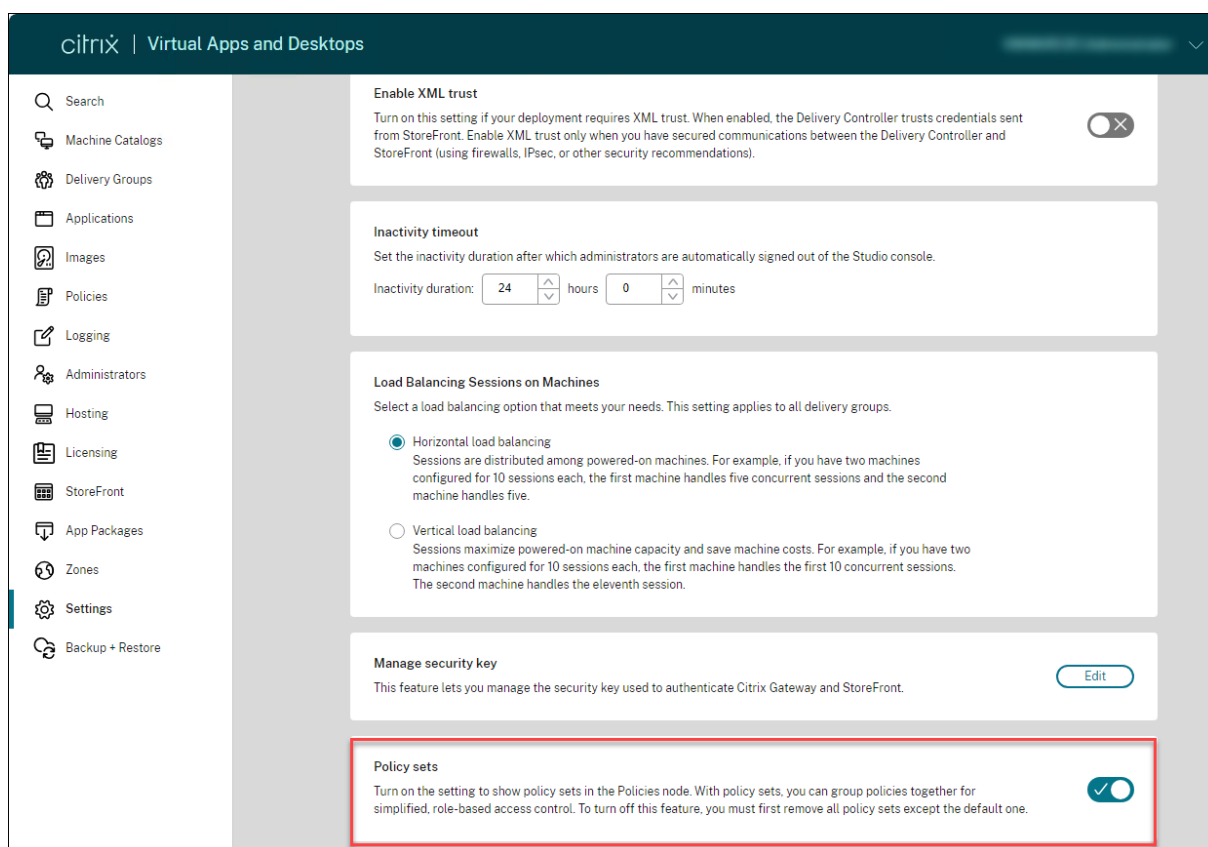 citrix | Virtual Apps and Desktops
Search
Machine Catalogs
Delivery Groups
Applications
Images
Policies
Logging
Administrators
Hosting
Licensing
StoreFront
App Packages
Zones
Settings
Backup + Restore
Enable XML trust
Turn on this setting if your deployment requires XML trust. When enabled, the Delivery Controller trusts credentials sent
from StoreFront. Enable XML trust only when you have secured communications between the Delivery Controller and
StoreFront (using firewalls, IPsec, or other security recommendations).
Inactivity timeout
Set the inactivity duration after which administrators are automatically signed out of the Studio console.
Inactivity duration: 24 hours 0 minutes
Load Balancing Sessions on Machines
Select a load balancing option that meets your needs. This setting applies to all delivery groups.
Horizontal load balancing
Sessions are distributed among powered-on machines. For example, if you have two machines
configured for 10 sessions each, the first machine handles five concurrent sessions and the second
machine handles five.
Vertical load balancing
Sessions maximize powered-on machine capacity and save machine costs. For example, if you have two
machines configured for 10 sessions each, the first machine handles the first 10 concurrent sessions.
The second machine handles the eleventh session.
Manage security key
This feature lets you manage the security key used to authenticate Citrix Gateway and StoreFront.
Edit
Policy sets
Turn on the setting to show policy sets in the Policies node. With policy sets, you can group policies together for
simplified, role-based access control. To turn off this feature, you must first remove all policy sets except the default one.